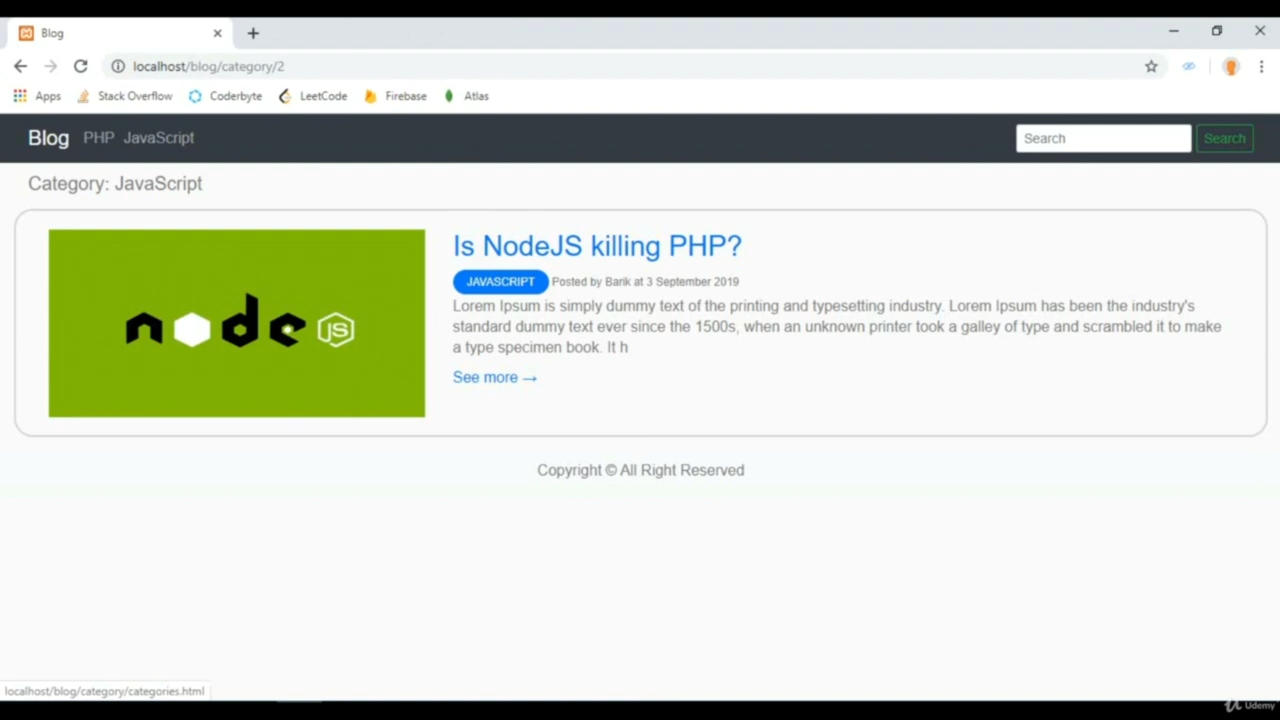 Blog
localhost/blog/category/2
Apps Stack Overflow Coderbyte LeetCode Firebase Atlas
Blog PHP JavaScript Search Search
Category: JavaScript
node JS
Is NodeJS killing PHP?
JAVASCRIPT Posted by Barik at 3 September 2019
Lorem Ipsum is simply dummy text of the printing and typesetting industry. Lorem Ipsum has been the industry's
standard dummy text ever since the 1500s, when an unknown printer took a galley of type and scrambled it to make
a type specimen book. It h
See more →
Copyright © All Right Reserved
localhost/blog/category/categories.html
Udemy